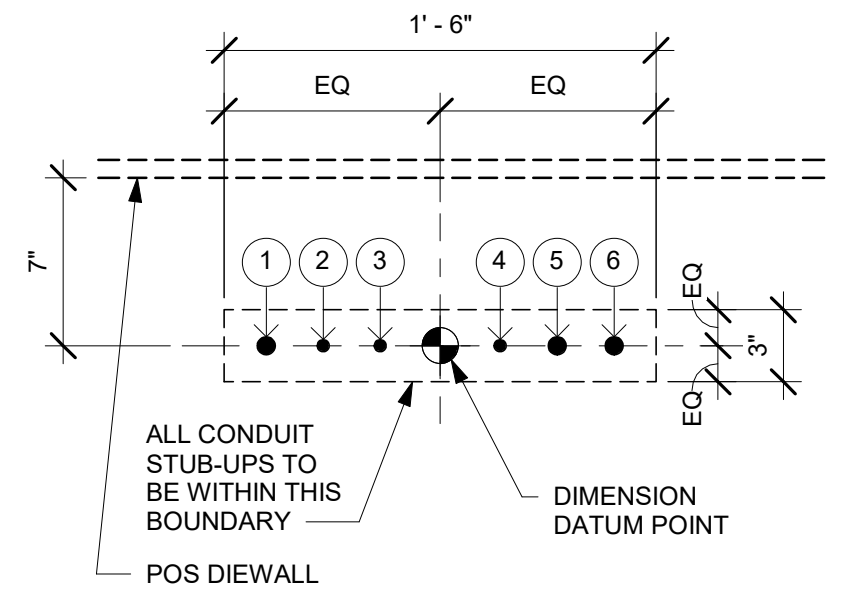 1' - 6"
EQ
EQ
7"
1
2
3
4
5
6
EQ
3"
EQ
ALL CONDUIT
STUB-UPS TO
BE WITHIN THIS
BOUNDARY
DIMENSION
DATUM POINT
POS DIEWALL